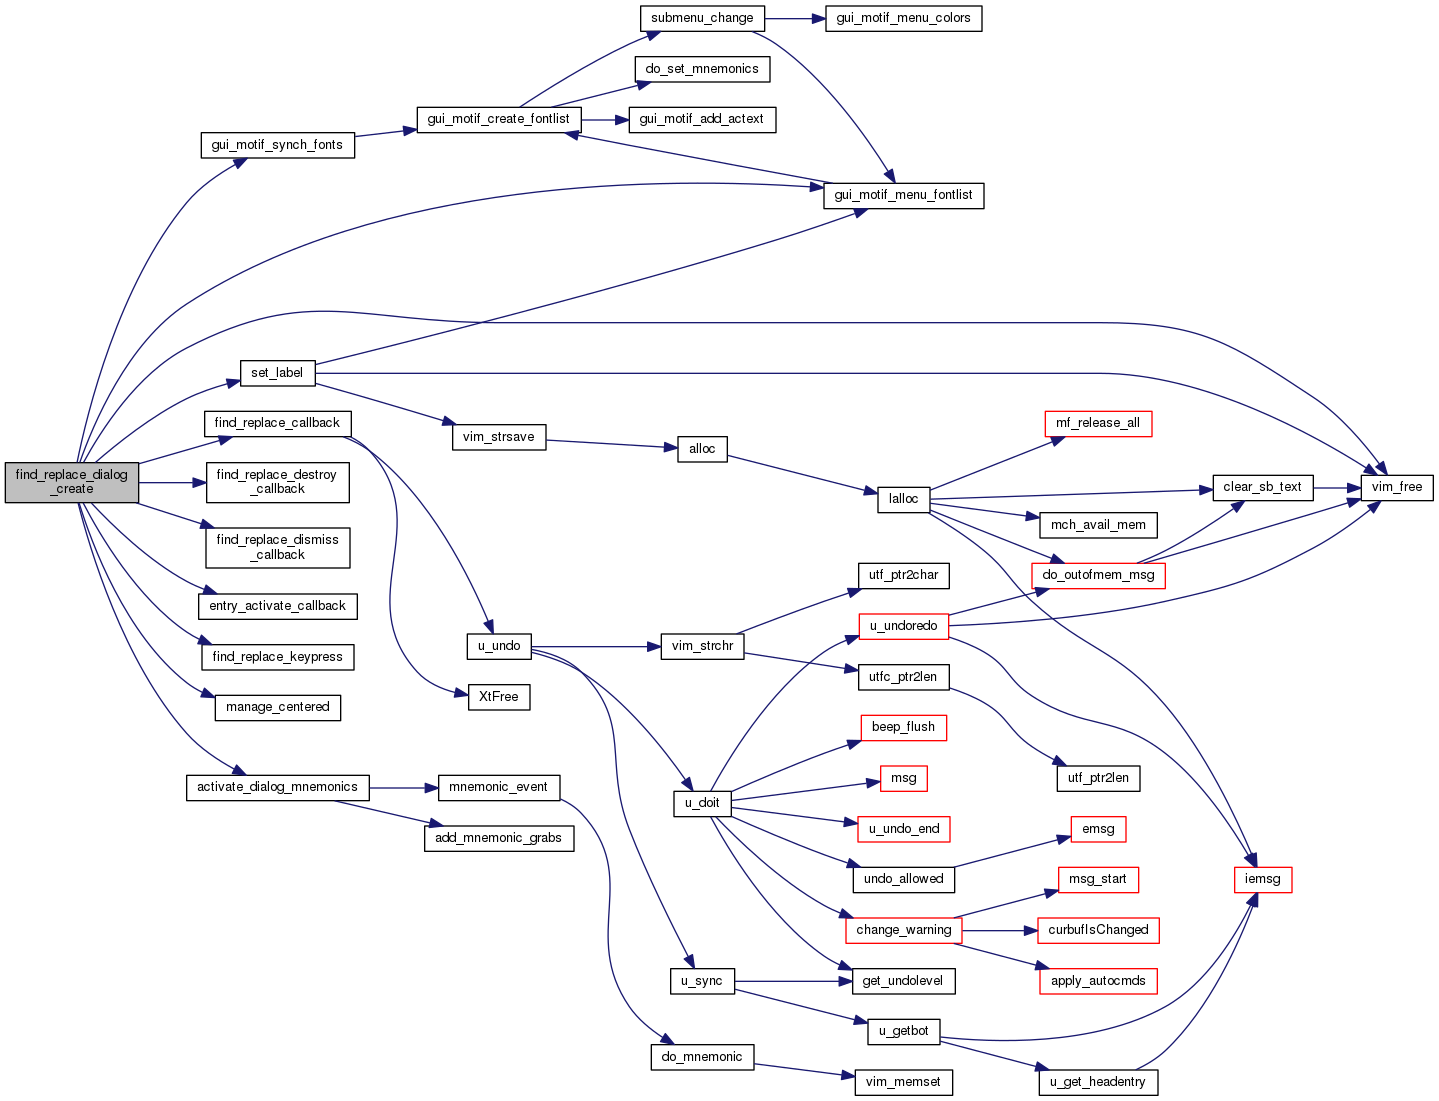 submenu_change
gui_motif_menu_colors
do_set_mnemonics
gui_motif_create_fontlist
gui_motif_add_actext
gui_motif_synch_fonts
gui_motif_menu_fontlist
set_label
find_replace_callback
mf_release_all
vim_strsave
alloc
find_replace_dialog
_create
find_replace_destroy
_callback
clear_sb_text
vim_free
lalloc
mch_avail_mem
find_replace_dismiss
_callback
utf_ptr2char
do_outofmem_msg
entry_activate_callback
u_undoredo
u_undo
vim_strchr
find_replace_keypress
utfc_ptr2len
XtFree
manage_centered
beep_flush
msg
utf_ptr2len
activate_dialog_mnemonics
mnemonic_event
u_doit
u_undo_end
emsg
add_mnemonic_grabs
undo_allowed
msg_start
iemsg
change_warning
curbufIsChanged
u_sync
get_undolevel
apply_autocmds
u_getbot
do_mnemonic
vim_memset
u_get_headentry